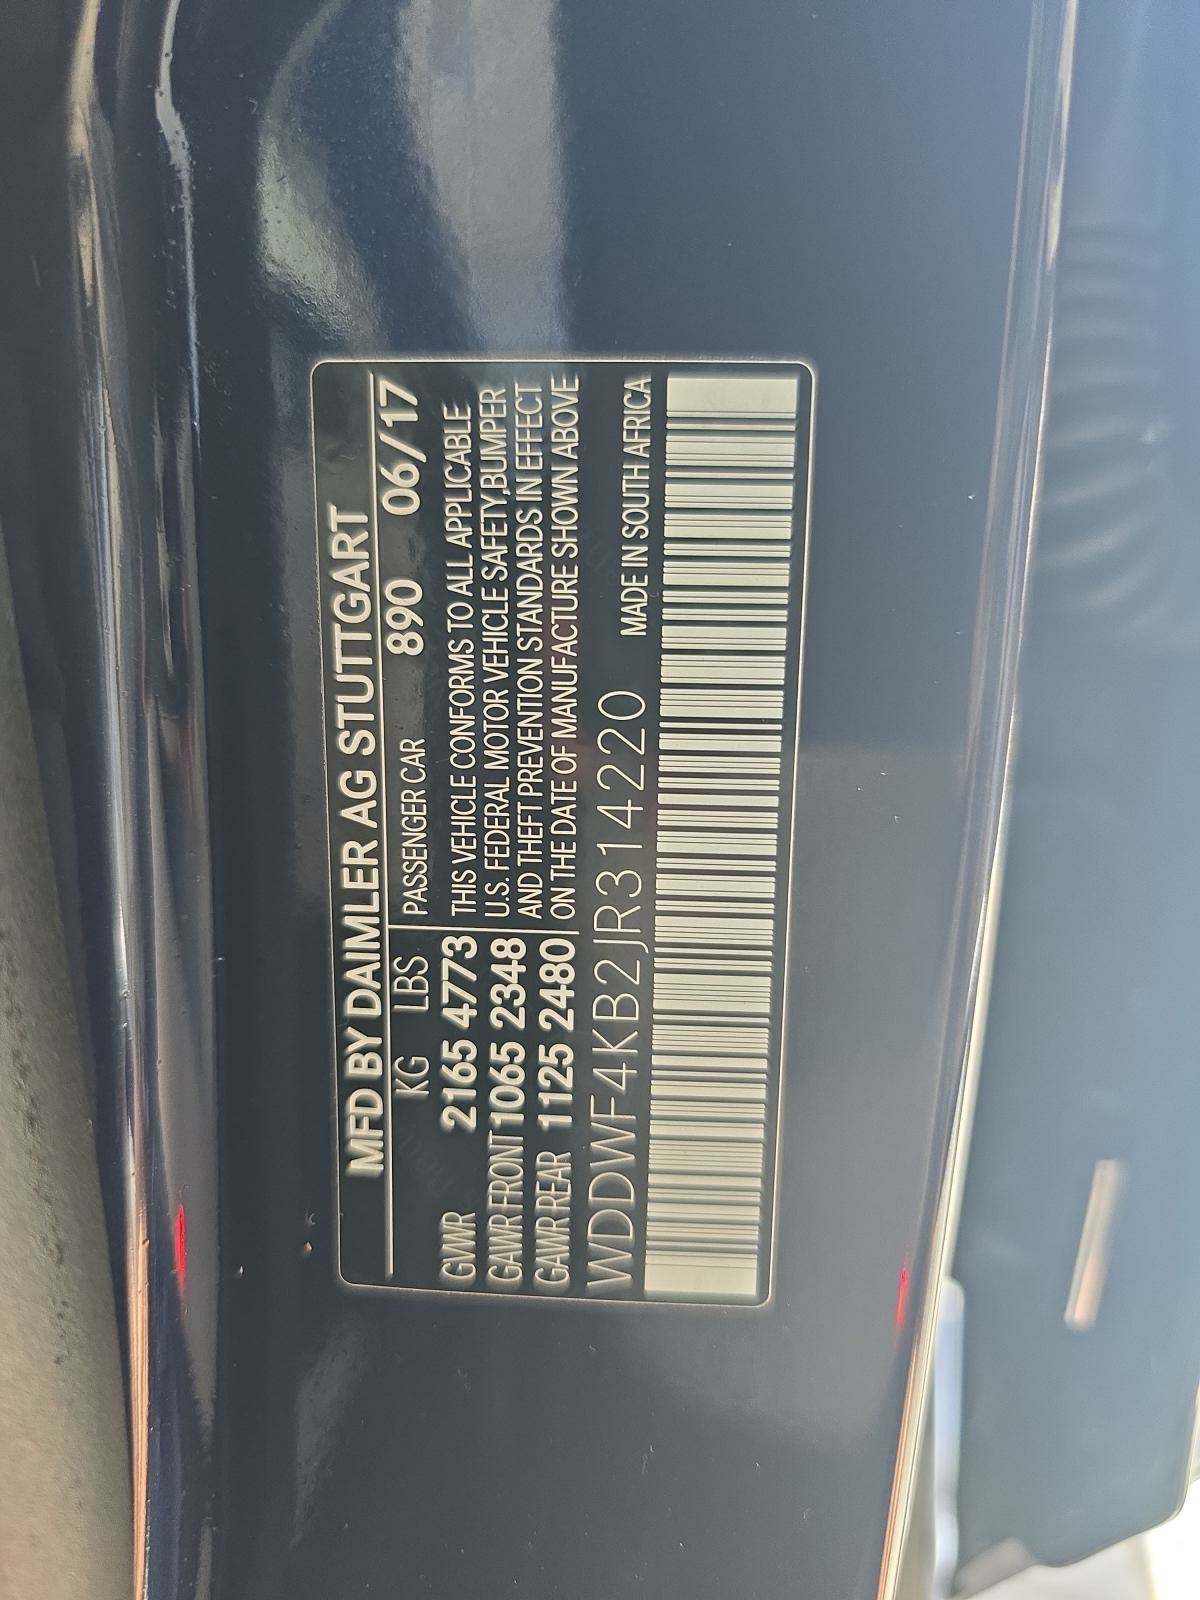 MFD BY DAIMLER AG STUTTGART
KG LBS PASSENGER CAR 890 06/17
GVWR 2165 4773 THIS VEHICLE CONFORMS TO ALL APPLICABLE
GAWR FRONT 1065 2348 U.S. FEDERAL MOTOR VEHICLE SAFETY,BUMPER
AND THEFT PREVENTION STANDARDS IN EFFECT
GAWR REAR 1125 2480 ON THE DATE OF MANUFACTURE SHOWN ABOVE
WDDWF4KB2JR314220 MADE IN SOUTH AFRICA